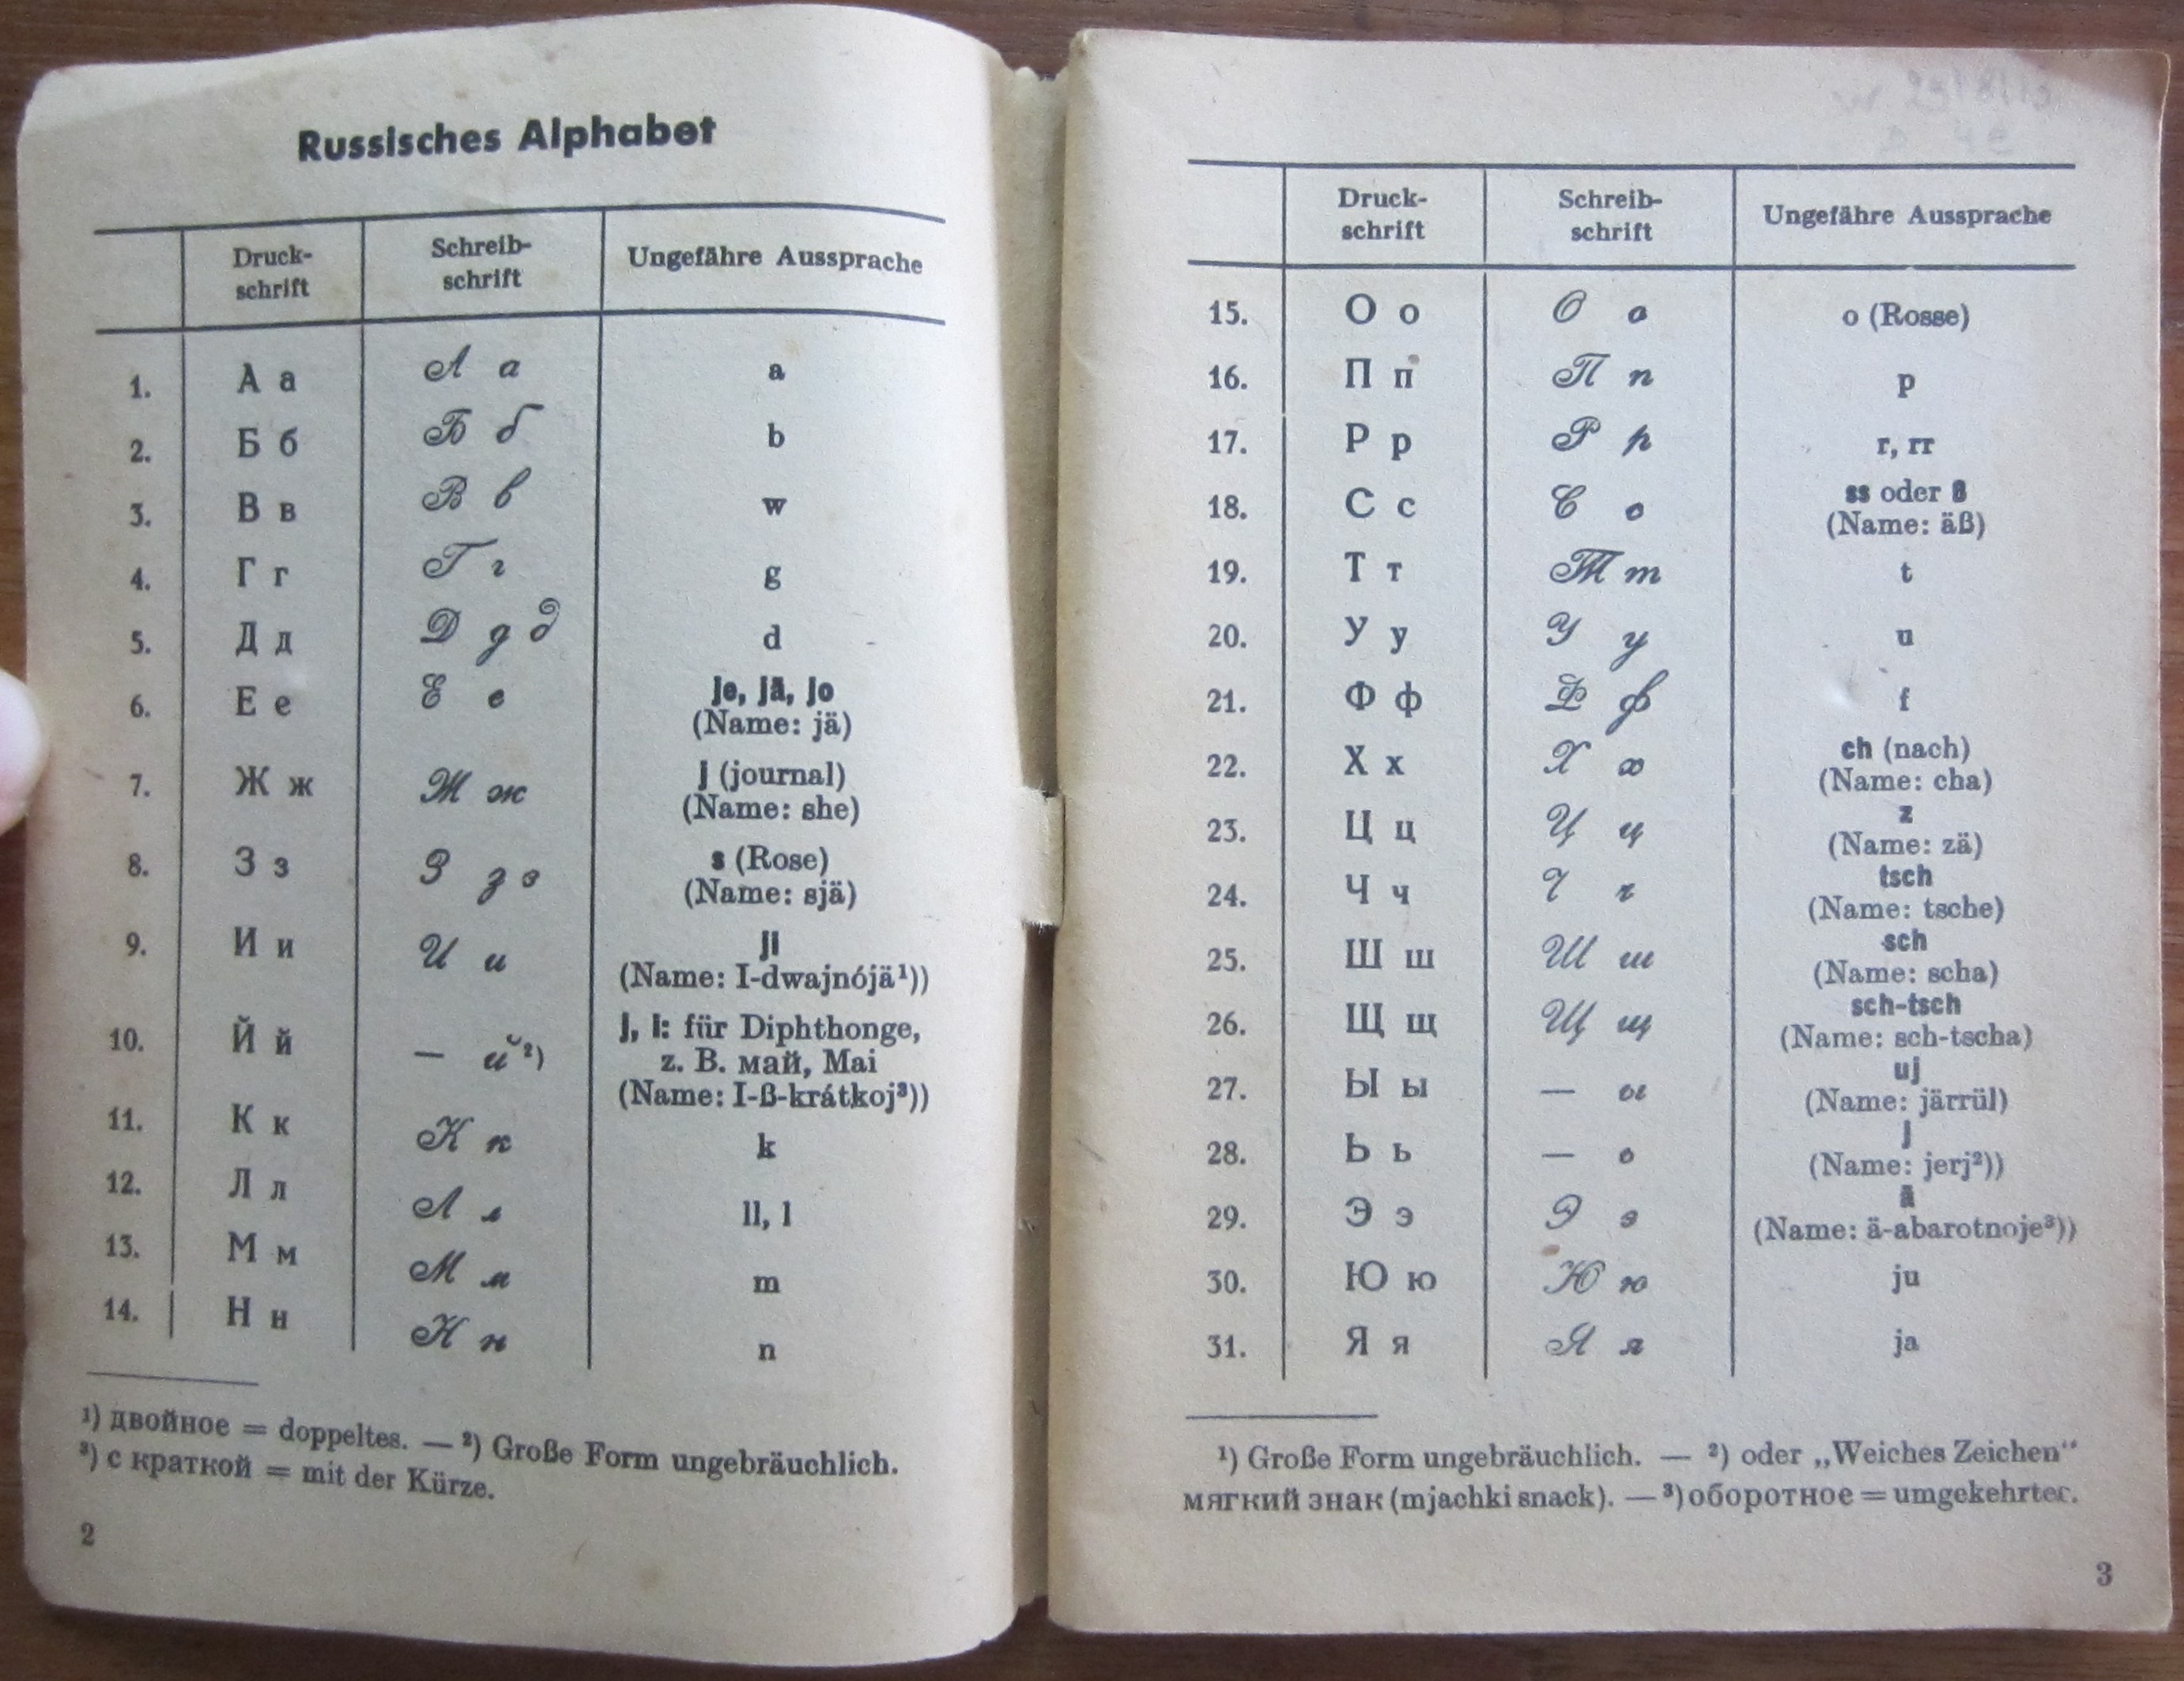 Russisches Alphabet
Druck- Schreib- Ungefähre Aussprache
schrift schrift
1. А а А а a
2. Б б Б б b
3. В в В в w
4. Г г Г г g
5. Д д Д д д d
6. Е е Е е je, jä, jo
(Name: jä)
7. Ж ж Ж ж j (journal)
(Name: she)
8. З з З з з s (Rose)
(Name: sjä)
9. И и И и ji
(Name: I-dwajnójä¹))
10. Й й — й²) j, i: für Diphthonge,
z. B. май, Mai
(Name: I-ß-krátkoj³))
11. К к К к k
12. Л л Л л ll, l
13. М м М м m
14. Н н Н н n
¹) двойное = doppeltes. — ²) Große Form ungebräuchlich.
³) с краткой = mit der Kürze.
2
Druck- Schreib- Ungefähre Aussprache
schrift schrift
15. О о О о o (Rosse)
16. П п П п p
17. Р р Р р r, rr
18. С с С с ss oder ß
(Name: äß)
19. Т т Т т t
20. У у У у u
21. Ф ф Ф ф f
22. Х х Х х ch (nach)
(Name: cha)
23. Ц ц Ц ц z
(Name: zä)
24. Ч ч Ч ч tsch
(Name: tsche)
25. Ш ш Ш ш sch
(Name: scha)
26. Щ щ Щ щ sch-tsch
(Name: sch-tscha)
27. Ы ы — ы uj
(Name: järrül)
28. Ь ь — ь j
(Name: jerj²))
29. Э э Э э ä
(Name: ä-abarotnoje³))
30. Ю ю Ю ю ju
31. Я я Я я ja
¹) Große Form ungebräuchlich. — ²) oder „Weiches Zeichen“
мягкий знак (mjachki snack). — ³) оборотное = umgekehrtes.
3